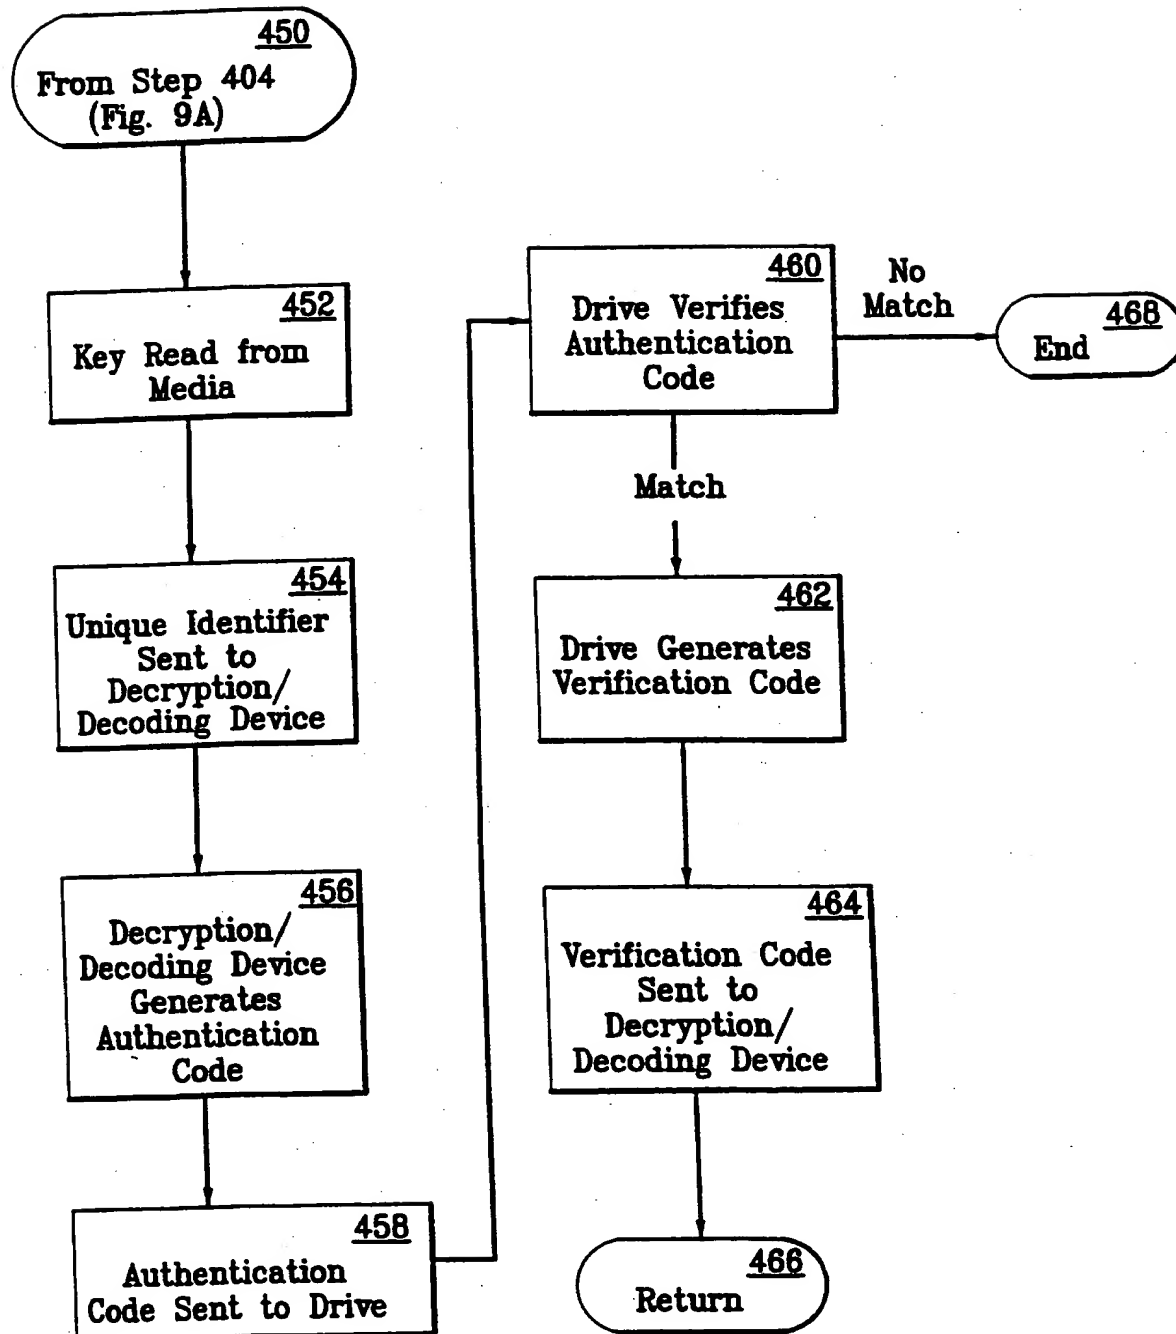 450
From Step 404
(Fig. 9A)
452
Key Read from
Media
454
Unique Identifier
Sent to
Decryption/
Decoding Device
456
Decryption/
Decoding Device
Generates
Authentication
Code
458
Authentication
Code Sent to Drive
460
Drive Verifies
Authentication
Code
No
Match
468
End
Match
462
Drive Generates
Verification Code
464
Verification Code
Sent to
Decryption/
Decoding Device
466
Return